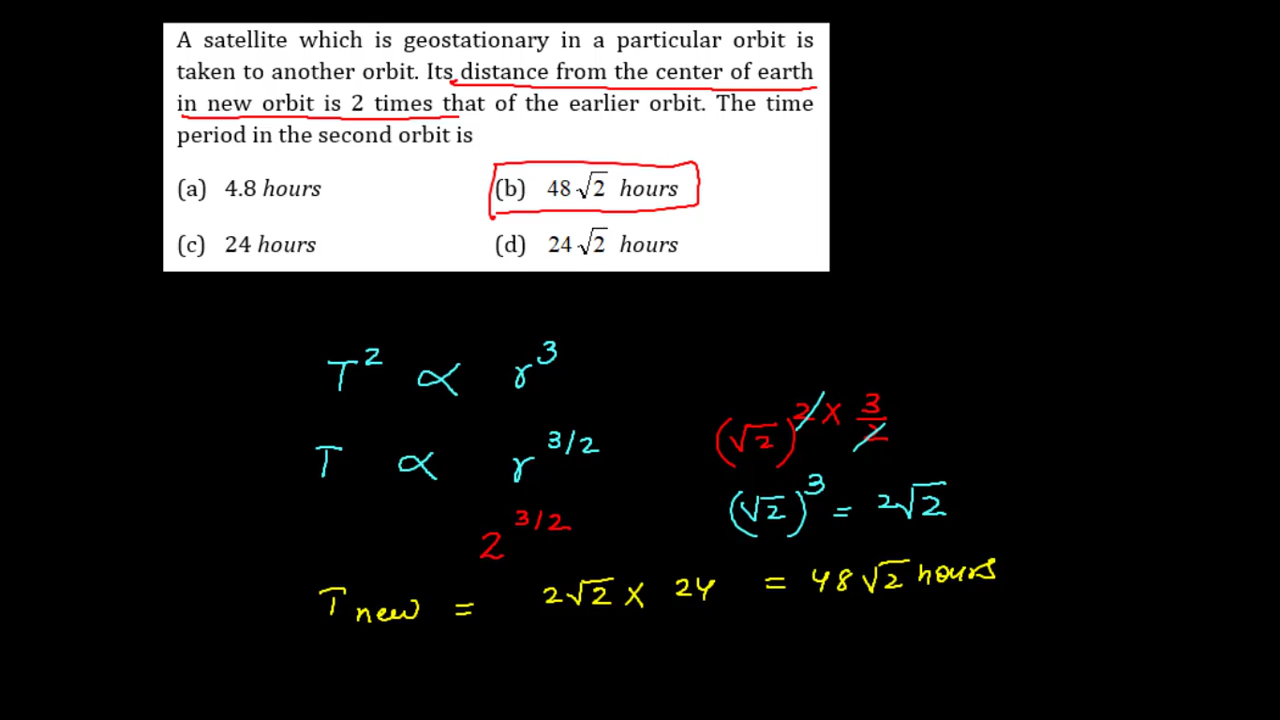 A satellite which is geostationary in a particular orbit is
taken to another orbit. Its distance from the center of earth
in new orbit is 2 times that of the earlier orbit. The time
period in the second orbit is
(a) 4.8 hours (b) 48√2 hours
(c) 24 hours (d) 24√2 hours
T² ∝ r³
(√2)^2 × 3/2
T ∝ r^3/2
(√2)³ = 2√2
2^3/2
T new = 2√2 × 24 = 48√2 hours